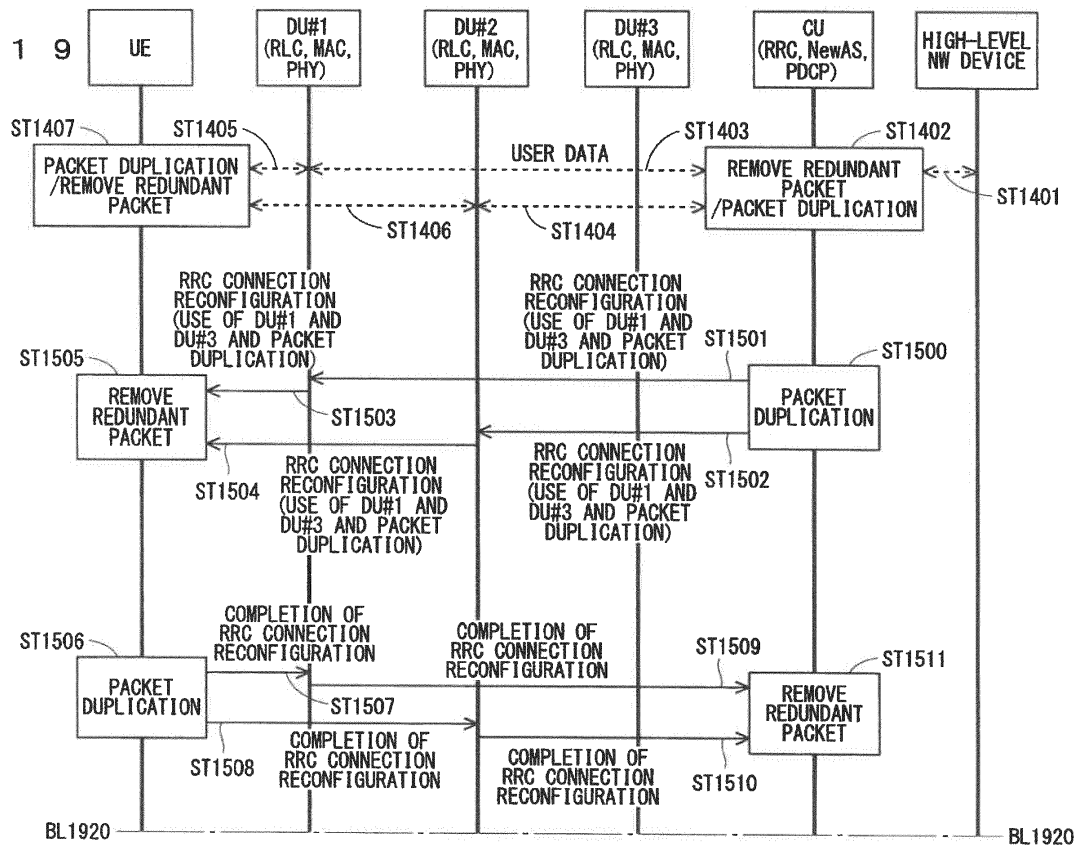 1 9
UE
DU#1
(RLC, MAC,
PHY)
DU#2
(RLC, MAC,
PHY)
DU#3
(RLC, MAC,
PHY)
CU
(RRC, NewAS,
PDCP)
HIGH-LEVEL
NW DEVICE
ST1407
ST1405
ST1403
ST1402
PACKET DUPLICATION
/REMOVE REDUNDANT
PACKET
USER DATA
REMOVE REDUNDANT
PACKET
/PACKET DUPLICATION
ST1401
ST1406
ST1404
RRC CONNECTION
RECONFIGURATION
(USE OF DU#1 AND
DU#3 AND PACKET
DUPLICATION)
RRC CONNECTION
RECONFIGURATION
(USE OF DU#1 AND
DU#3 AND PACKET
DUPLICATION)
ST1505
ST1501
ST1500
REMOVE
REDUNDANT
PACKET
PACKET
DUPLICATION
ST1503
ST1504
ST1502
RRC CONNECTION
RECONFIGURATION
(USE OF DU#1 AND
DU#3 AND PACKET
DUPLICATION)
RRC CONNECTION
RECONFIGURATION
(USE OF DU#1 AND
DU#3 AND PACKET
DUPLICATION)
COMPLETION OF
RRC CONNECTION
RECONFIGURATION
COMPLETION OF
RRC CONNECTION
RECONFIGURATION
ST1506
ST1509
ST1511
PACKET
DUPLICATION
REMOVE
REDUNDANT
PACKET
ST1507
ST1508
COMPLETION OF
RRC CONNECTION
RECONFIGURATION
COMPLETION OF
RRC CONNECTION
RECONFIGURATION
ST1510
BL1920
BL1920